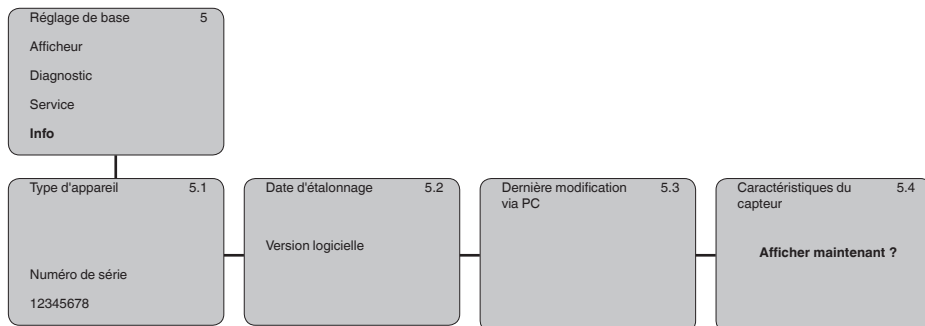 Réglage de base 5
Afficheur
Diagnostic
Service
Info
Type d'appareil 5.1
Numéro de série
12345678
Date d'étalonnage 5.2
Version logicielle
Dernière modification 5.3
via PC
Caractéristiques du 5.4
capteur
Afficher maintenant ?